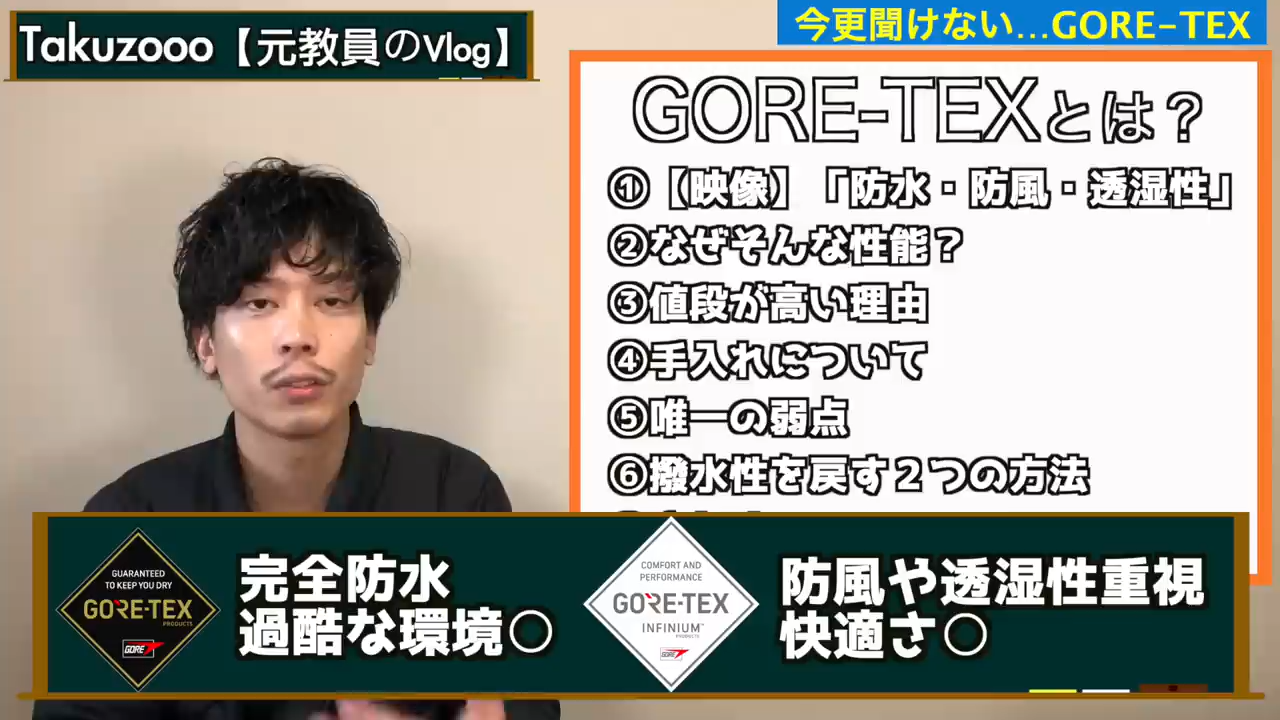 Takuzooo【元教員のVlog】
今更聞けない…GORE-TEX
GORE-TEXとは?
①【映像】「防水・防風・透湿性」
②なぜそんな性能?
③値段が高い理由
④手入れについて
⑤唯一の弱点
⑥撥水性を戻す2つの方法
GUARANTEED
TO KEEP YOU DRY
GORE-TEX
PRODUCTS
GORE
完全防水
過酷な環境○
COMFORT AND
PERFORMANCE
GORE-TEX
INFINIUM™
PRODUCTS
GORE
防風や透湿性重視
快適さ○